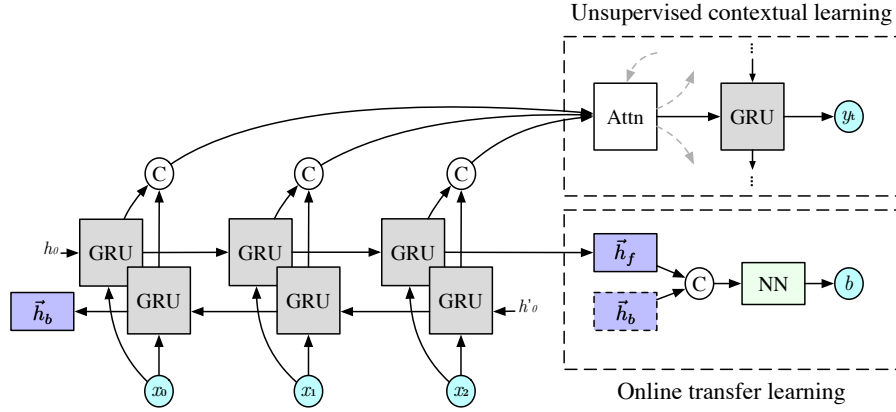 Unsupervised contextual learning
Attn
GRU
yₜ
C
C
C
h₀
GRU
GRU
GRU
GRU
GRU
GRU
h⃗_b
h'₀
h⃗_f
h⃗_b
C
NN
b
x₀
x₁
x₂
Online transfer learning